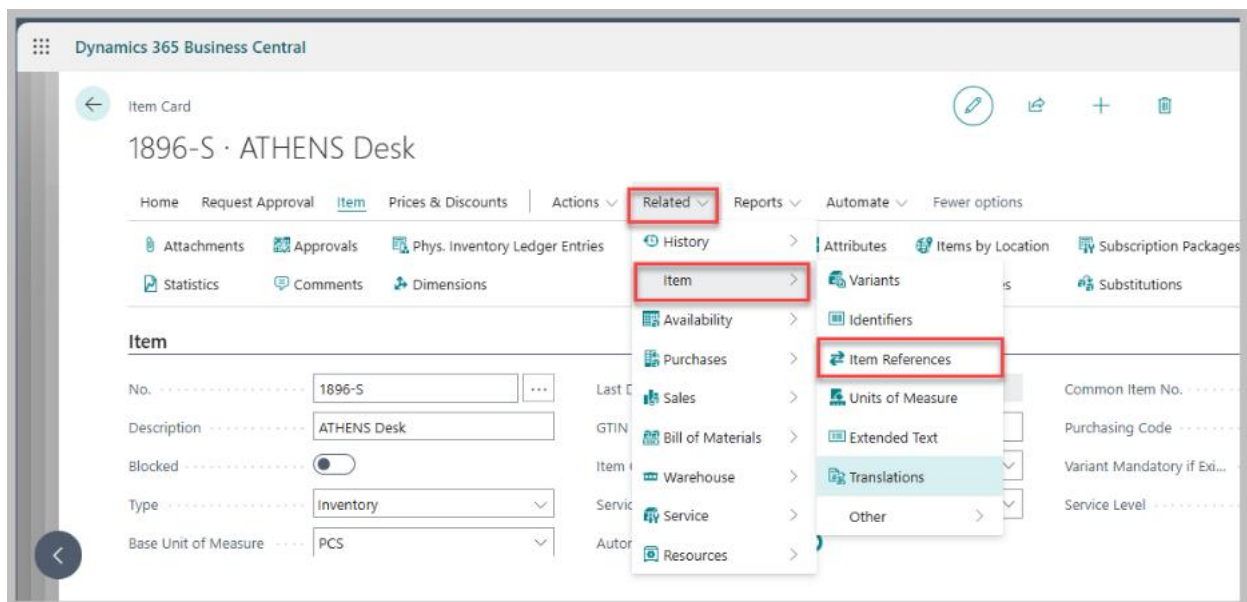 Dynamics 365 Business Central
Item Card
1896-S · ATHENS Desk
Home Request Approval Item Prices & Discounts Actions Related Reports Automate Fewer options
Attachments Approvals Phys. Inventory Ledger Entries History Attributes Items by Location Subscription Packages
Statistics Comments Dimensions Item Variants Substitutions
Availability Identifiers
Item
Purchases Item References
No. 1896-S ... Last Sales Units of Measure Common Item No.
Description ATHENS Desk GTIN Bill of Materials Extended Text Purchasing Code
Blocked Item Warehouse Translations Variant Mandatory if Exi...
Type Inventory Service Other Service Level
Base Unit of Measure PCS Resources